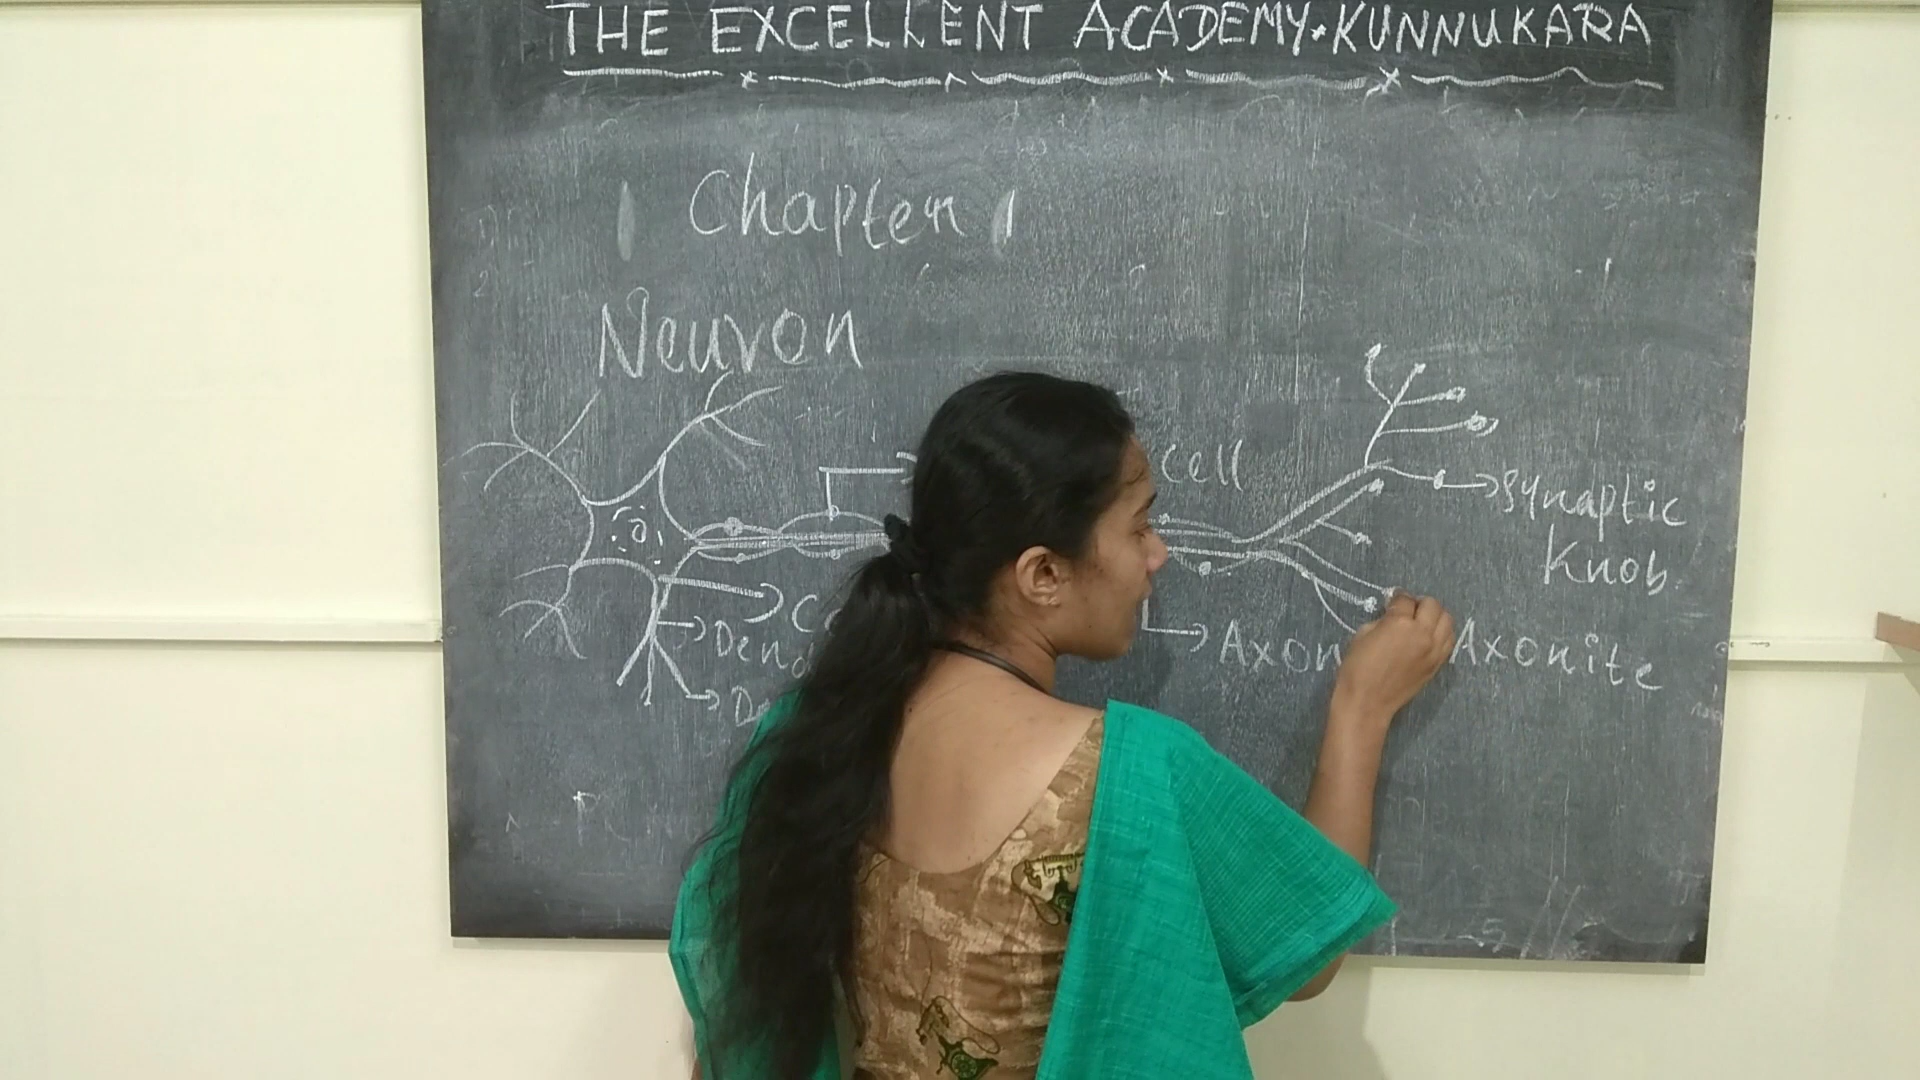 THE EXCELLENT ACADEMY•KUNNUKARA
Chapter 1
Neuron
Cell
Synaptic
Knob
Axon
Axonite